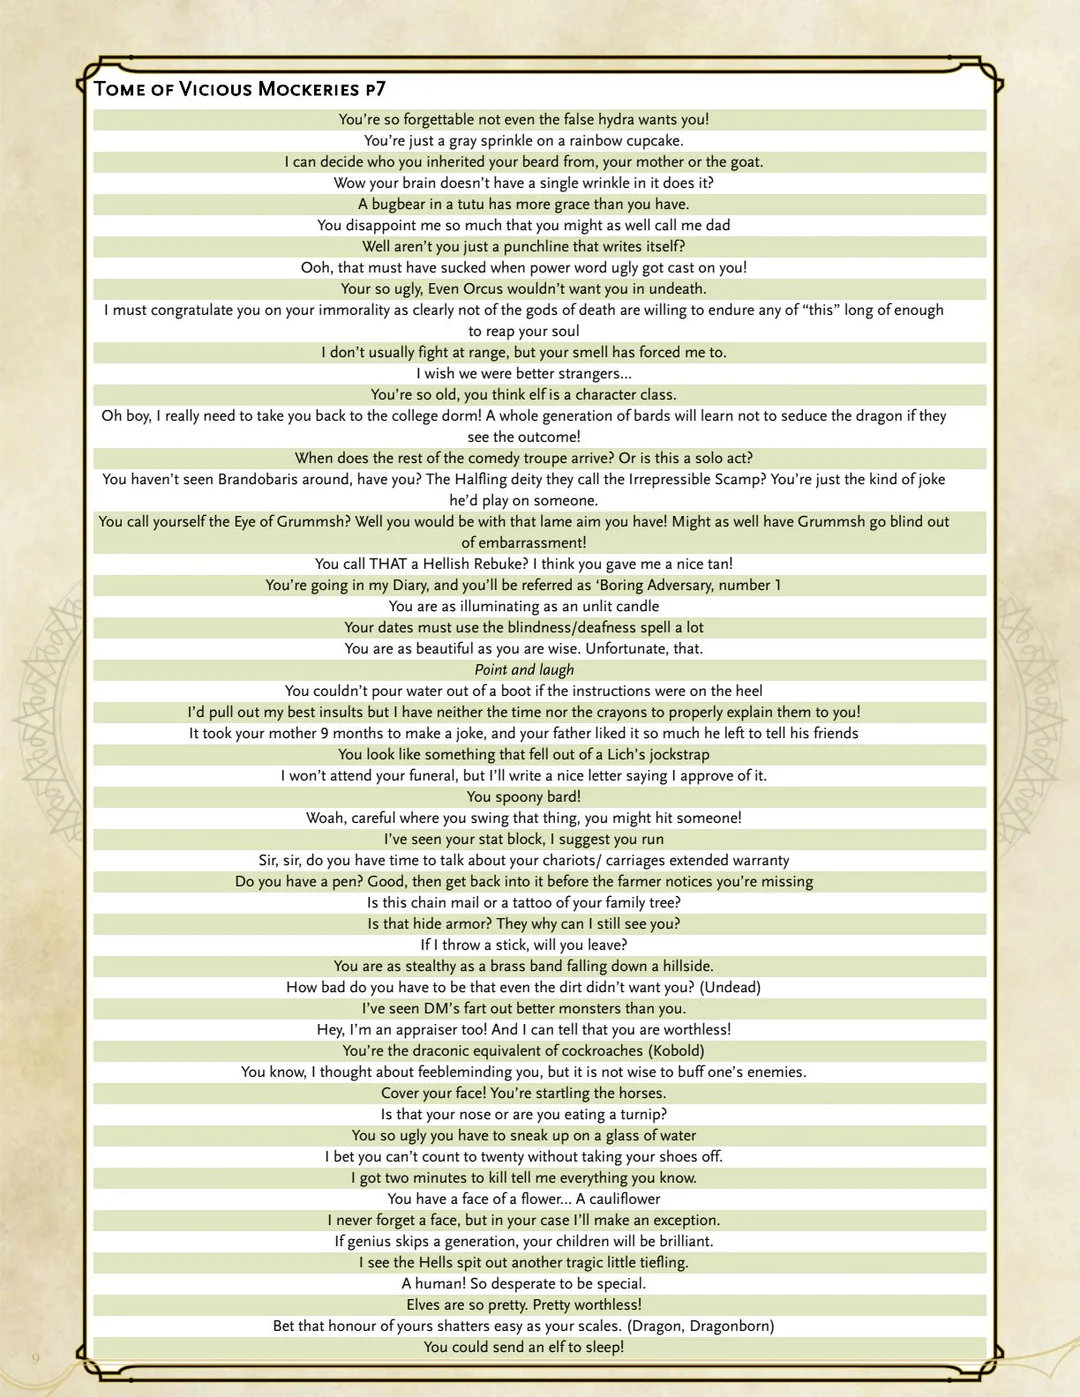 Tome of Vicious Mockeries p7
You're so forgettable not even the false hydra wants you!
You're just a gray sprinkle on a rainbow cupcake.
I can decide who you inherited your beard from, your mother or the goat.
Wow your brain doesn't have a single wrinkle in it does it?
A bugbear in a tutu has more grace than you have.
You disappoint me so much that you might as well call me dad
Well aren't you just a punchline that writes itself?
Ooh, that must have sucked when power word ugly got cast on you!
Your so ugly, Even Orcus wouldn't want you in undeath.
I must congratulate you on your immorality as clearly not of the gods of death are willing to endure any of “this” long of enough
to reap your soul
I don't usually fight at range, but your smell has forced me to.
I wish we were better strangers...
You're so old, you think elf is a character class.
Oh boy, I really need to take you back to the college dorm! A whole generation of bards will learn not to seduce the dragon if they
see the outcome!
When does the rest of the comedy troupe arrive? Or is this a solo act?
You haven't seen Brandobaris around, have you? The Halfling deity they call the Irrepressible Scamp? You're just the kind of joke
he'd play on someone.
You call yourself the Eye of Grummsh? Well you would be with that lame aim you have! Might as well have Grummsh go blind out
of embarrassment!
You call THAT a Hellish Rebuke? I think you gave me a nice tan!
You're going in my Diary, and you'll be referred as ‘Boring Adversary, number 1
You are as illuminating as an unlit candle
Your dates must use the blindness/deafness spell a lot
You are as beautiful as you are wise. Unfortunate, that.
Point and laugh
You couldn't pour water out of a boot if the instructions were on the heel
I'd pull out my best insults but I have neither the time nor the crayons to properly explain them to you!
It took your mother 9 months to make a joke, and your father liked it so much he left to tell his friends
You look like something that fell out of a Lich's jockstrap
I won't attend your funeral, but I'll write a nice letter saying I approve of it.
You spoony bard!
Woah, careful where you swing that thing, you might hit someone!
I've seen your stat block, I suggest you run
Sir, sir, do you have time to talk about your chariots/ carriages extended warranty
Do you have a pen? Good, then get back into it before the farmer notices you're missing
Is this chain mail or a tattoo of your family tree?
Is that hide armor? They why can I still see you?
If I throw a stick, will you leave?
You are as stealthy as a brass band falling down a hillside.
How bad do you have to be that even the dirt didn't want you? (Undead)
I've seen DM's fart out better monsters than you.
Hey, I'm an appraiser too! And I can tell that you are worthless!
You're the draconic equivalent of cockroaches (Kobold)
You know, I thought about feebleminding you, but it is not wise to buff one's enemies.
Cover your face! You're startling the horses.
Is that your nose or are you eating a turnip?
You so ugly you have to sneak up on a glass of water
I bet you can't count to twenty without taking your shoes off.
I got two minutes to kill tell me everything you know.
You have a face of a flower... A cauliflower
I never forget a face, but in your case I'll make an exception.
If genius skips a generation, your children will be brilliant.
I see the Hells spit out another tragic little tiefling.
A human! So desperate to be special.
Elves are so pretty. Pretty worthless!
Bet that honour of yours shatters easy as your scales. (Dragon, Dragonborn)
You could send an elf to sleep!
9